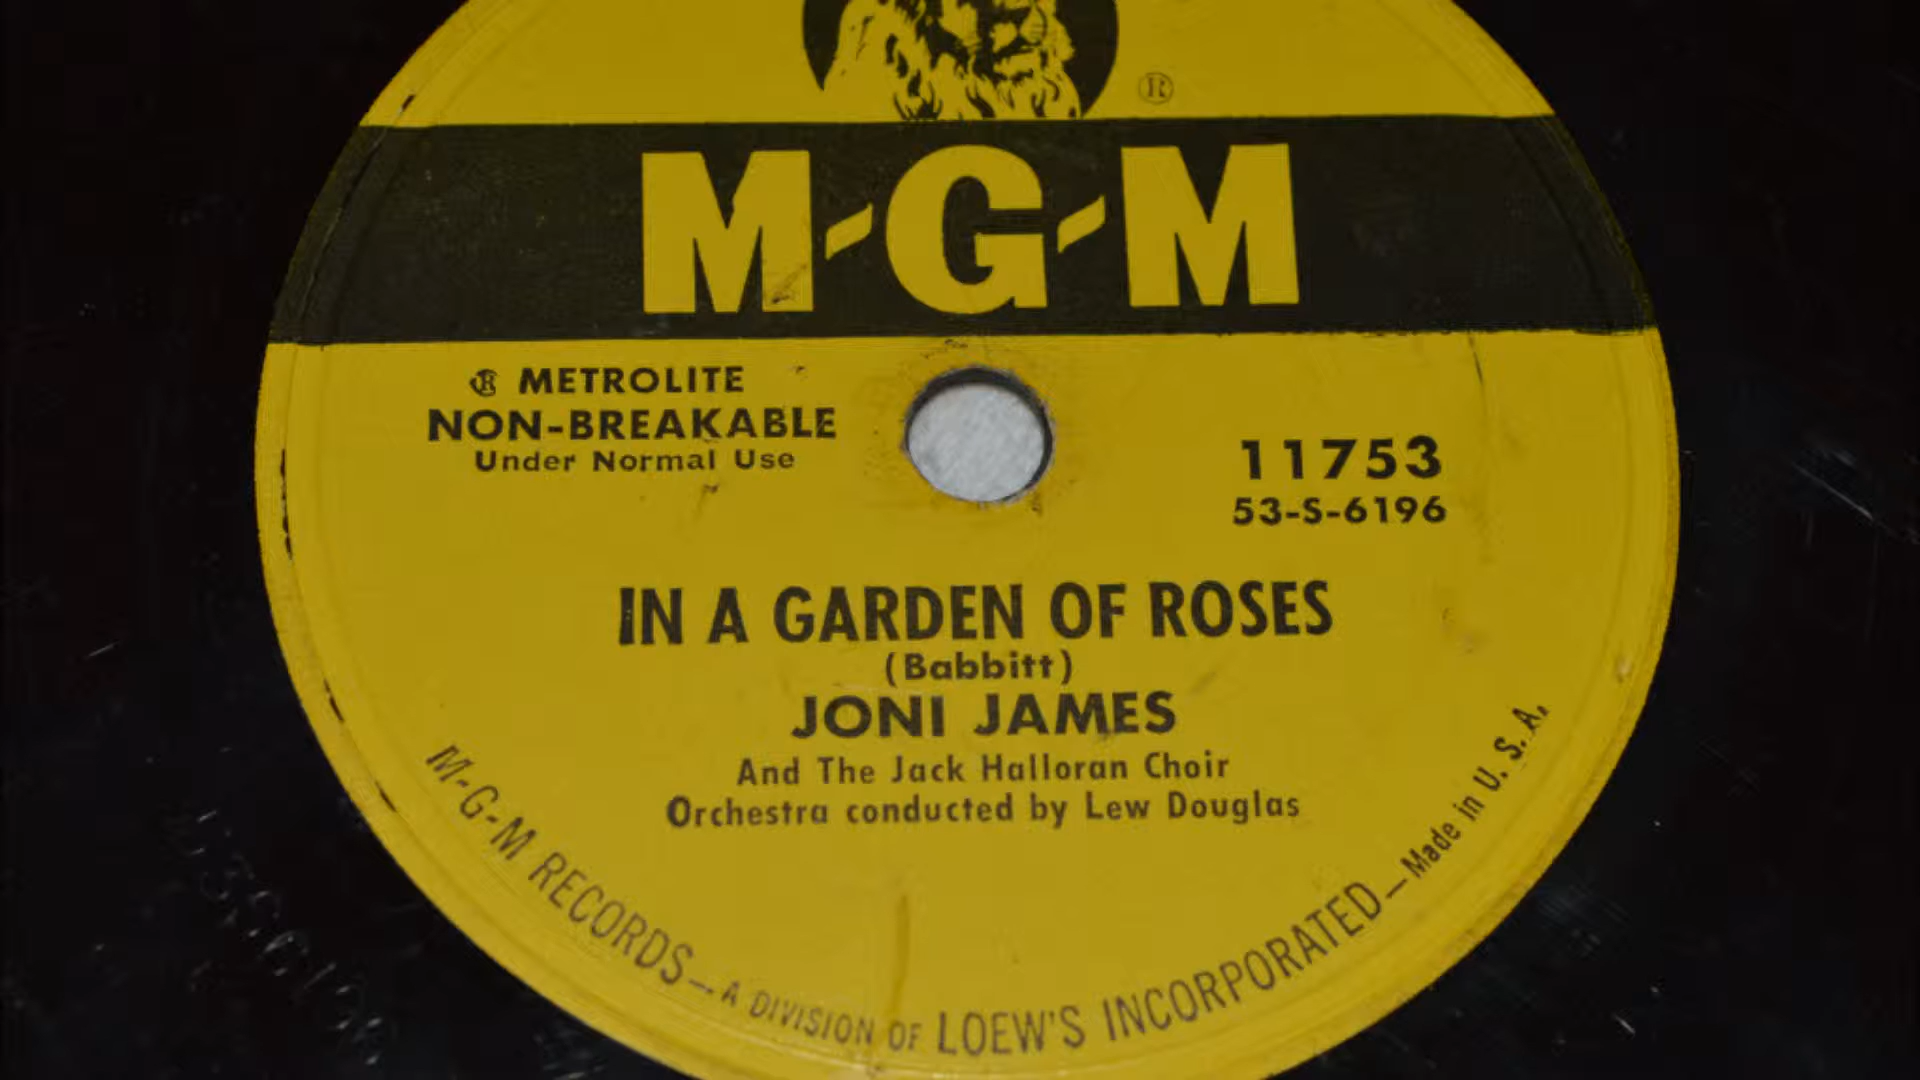 ®
M-G-M
® METROLITE
NON-BREAKABLE
Under Normal Use
11753
53-S-6196
IN A GARDEN OF ROSES
(Babbitt)
JONI JAMES
And The Jack Halloran Choir
Orchestra conducted by Lew Douglas
M-G-M RECORDS—A DIVISION OF LOEW'S INCORPORATED—Made in U. S. A.